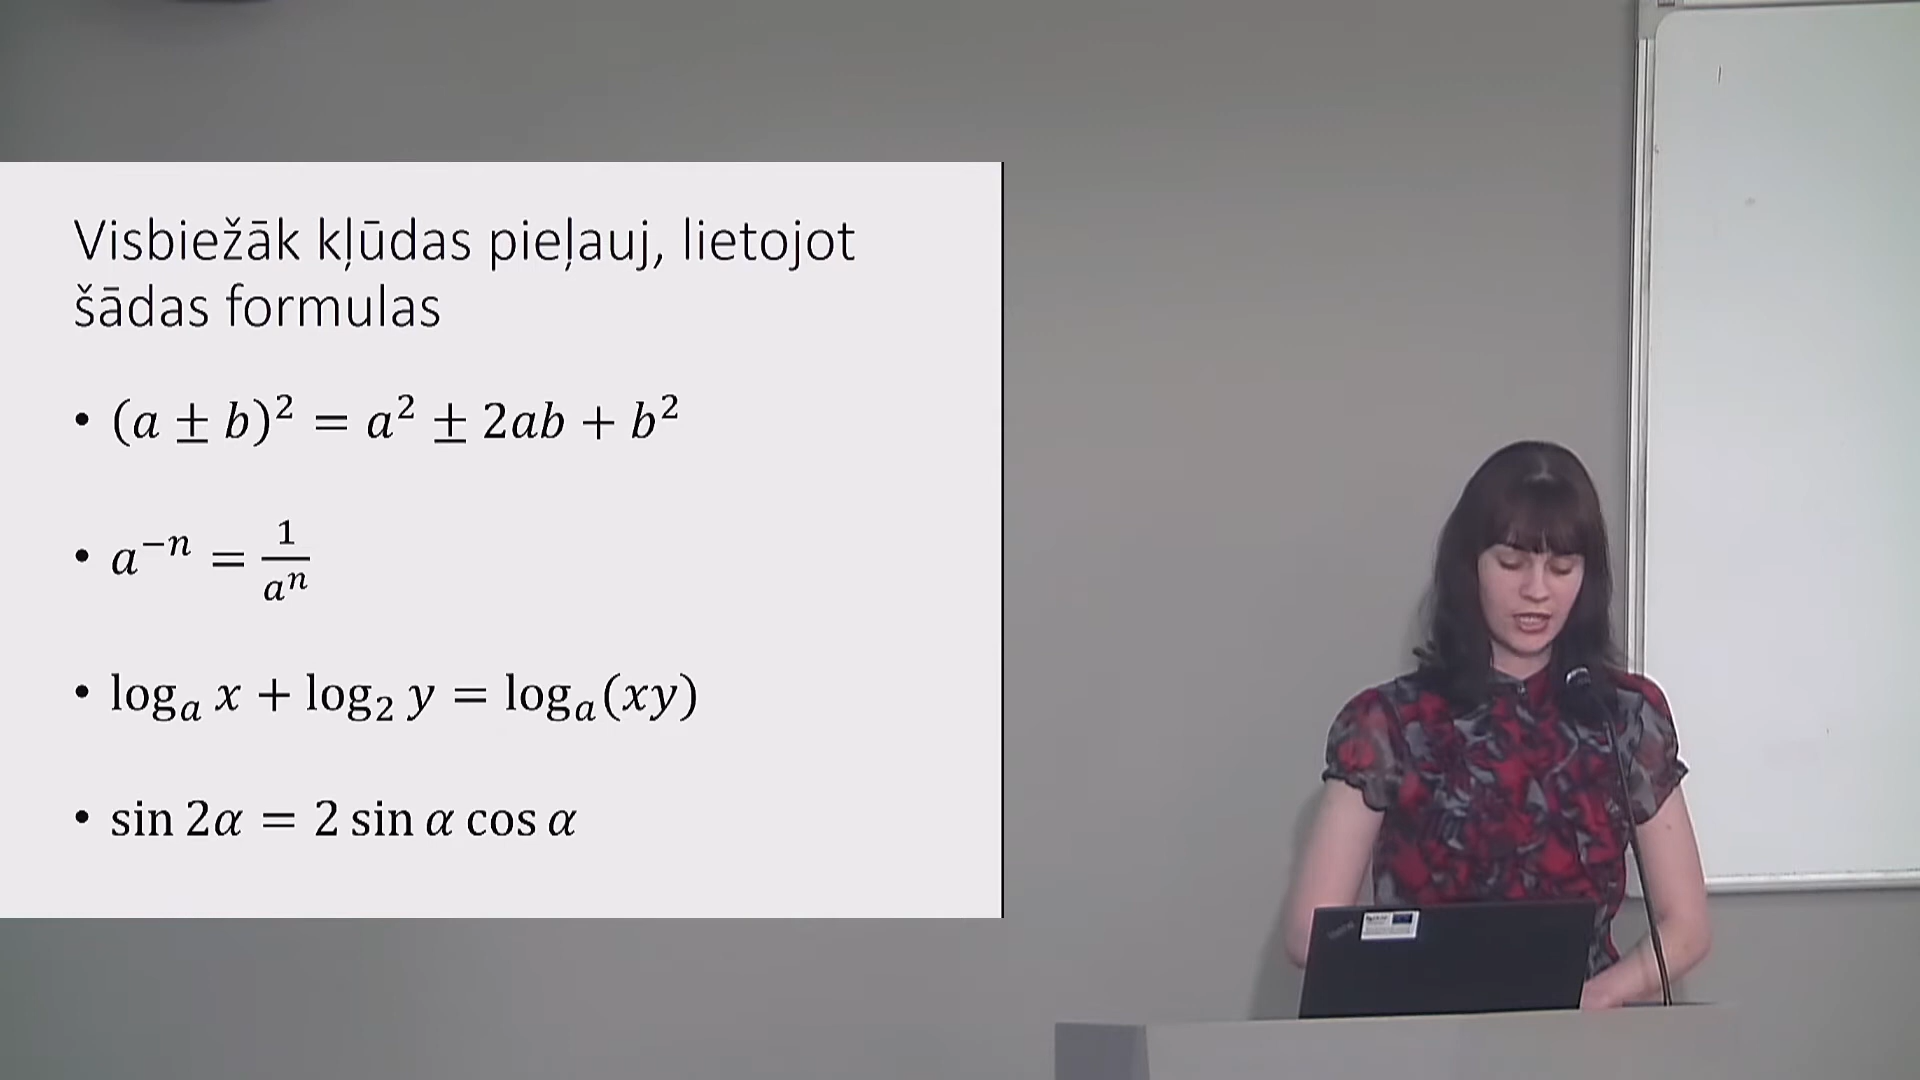 Visbiežāk kļūdas pieļauj, lietojot
šādas formulas
• (a ± b)² = a² ± 2ab + b²
• a⁻ⁿ = 1/aⁿ
• logₐ x + log₂ y = logₐ(xy)
• sin 2α = 2 sin α cos α